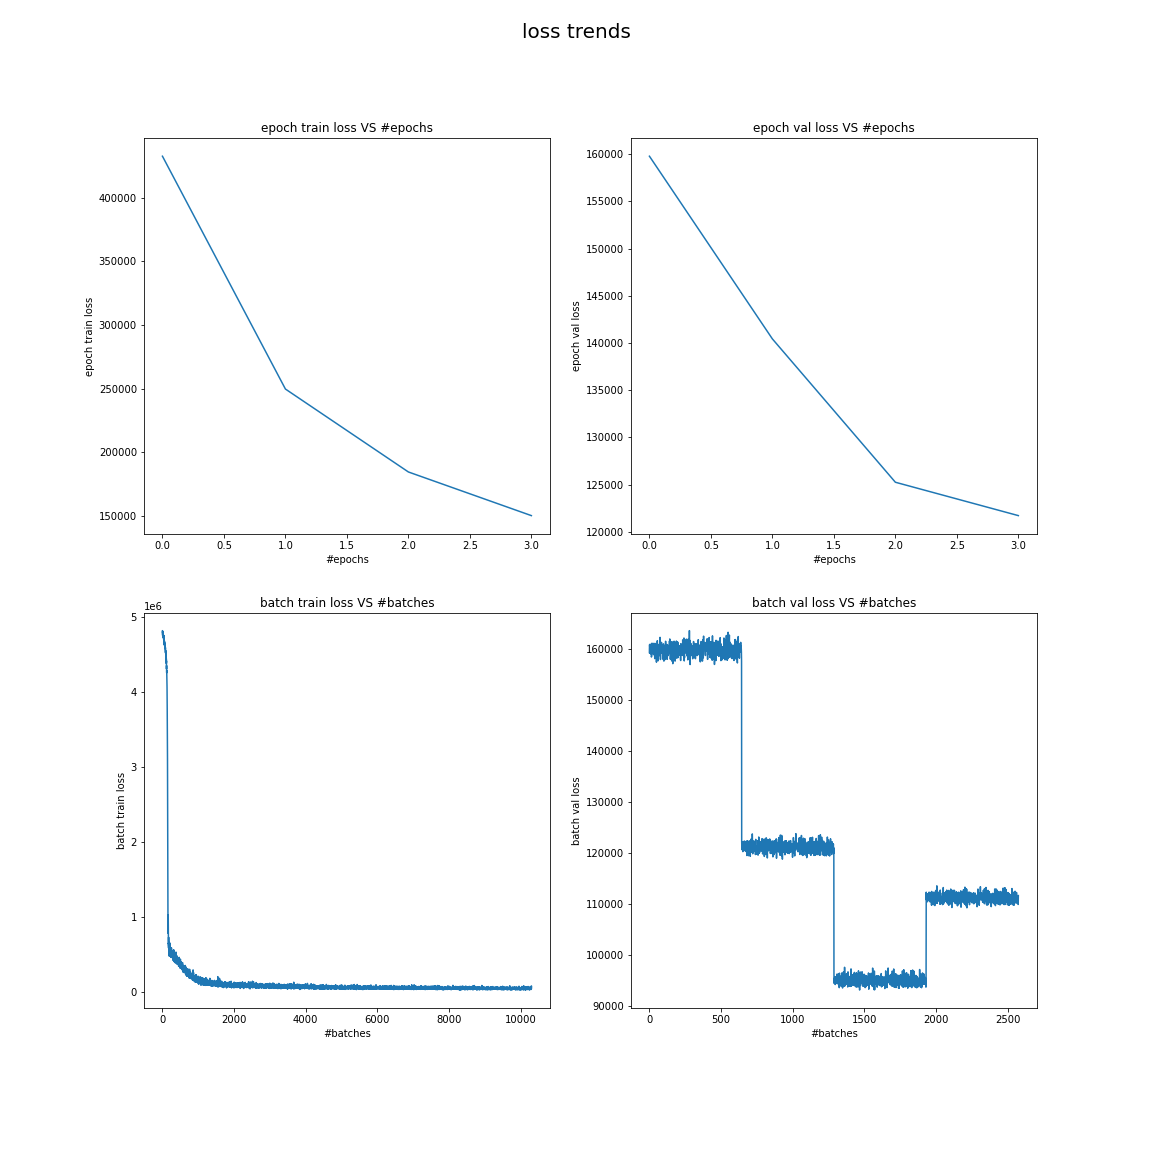 loss trends
epoch train loss VS #epochs
400000
350000
300000
250000
200000
150000
epoch train loss
0.0 0.5 1.0 1.5 2.0 2.5 3.0
#epochs
epoch val loss VS #epochs
160000
155000
150000
145000
140000
135000
130000
125000
120000
epoch val loss
0.0 0.5 1.0 1.5 2.0 2.5 3.0
#epochs
batch train loss VS #batches
1e6
5
4
3
2
1
0
batch train loss
0 2000 4000 6000 8000 10000
#batches
batch val loss VS #batches
160000
150000
140000
130000
120000
110000
100000
90000
batch val loss
0 500 1000 1500 2000 2500
#batches